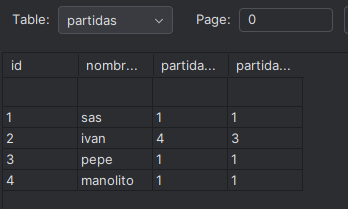 Table: partidas Page: 0
id nombr... partida... partida...
1 sas 1 1
2 ivan 4 3
3 pepe 1 1
4 manolito 1 1